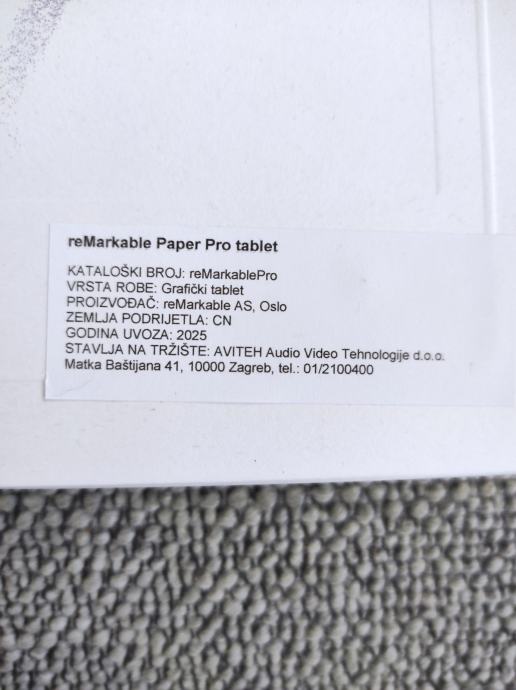 reMarkable Paper Pro tablet
KATALOŠKI BROJ: reMarkablePro
VRSTA ROBE: Grafički tablet
PROIZVOĐAČ: reMarkable AS, Oslo
ZEMLJA PODRIJETLA: CN
GODINA UVOZA: 2025
STAVLJA NA TRŽIŠTE: AVITEH Audio Video Tehnologije d.o.o.
Matka Baštijana 41, 10000 Zagreb, tel.: 01/2100400